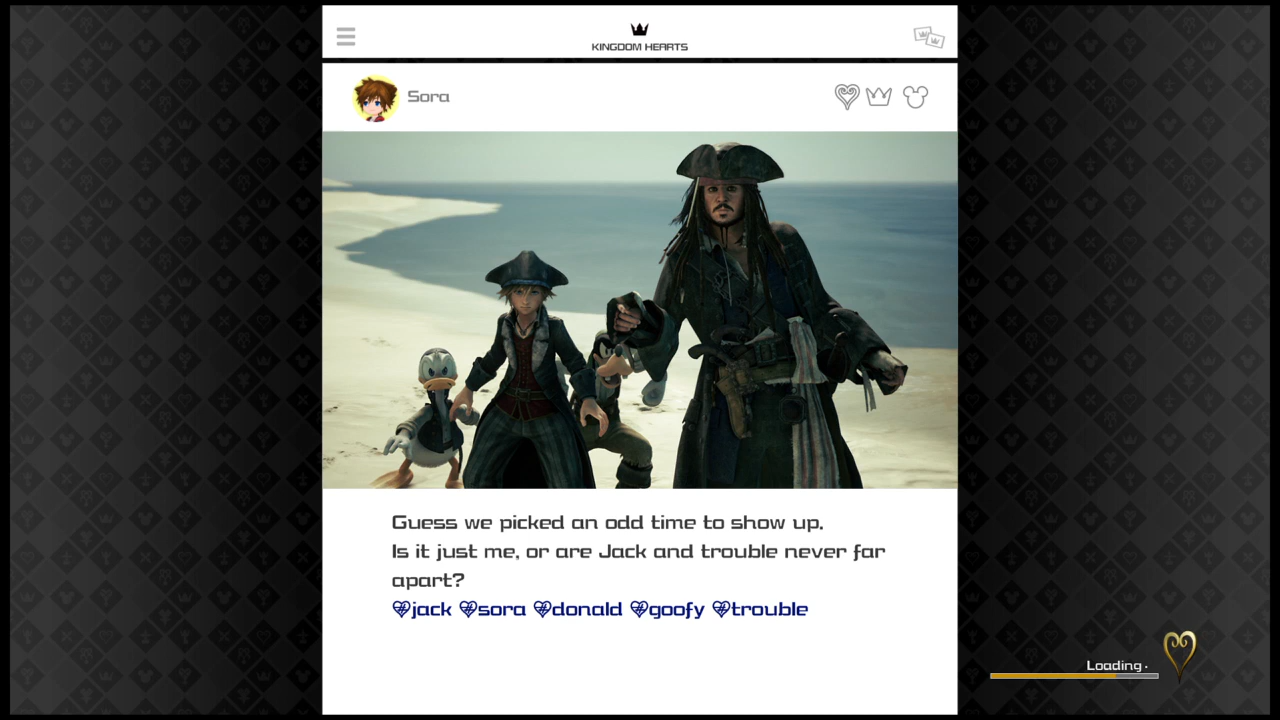 KINGDOM HEARTS
Sora
Guess we picked an odd time to show up.
Is it just me, or are Jack and trouble never far
apart?
jack sora donald goofy trouble
Loading.